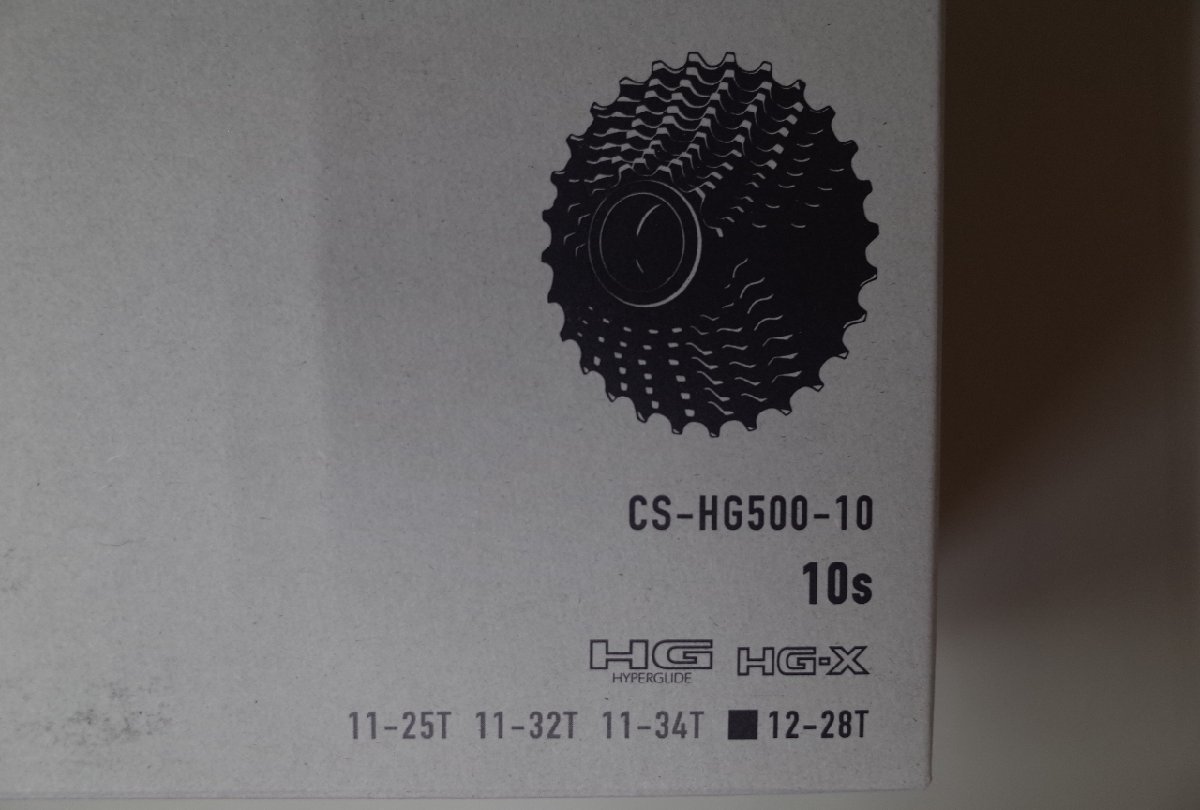 CS-HG500-10
10s
HG HG-X
HYPERGLIDE
11-25T 11-32T 11-34T ■12-28T